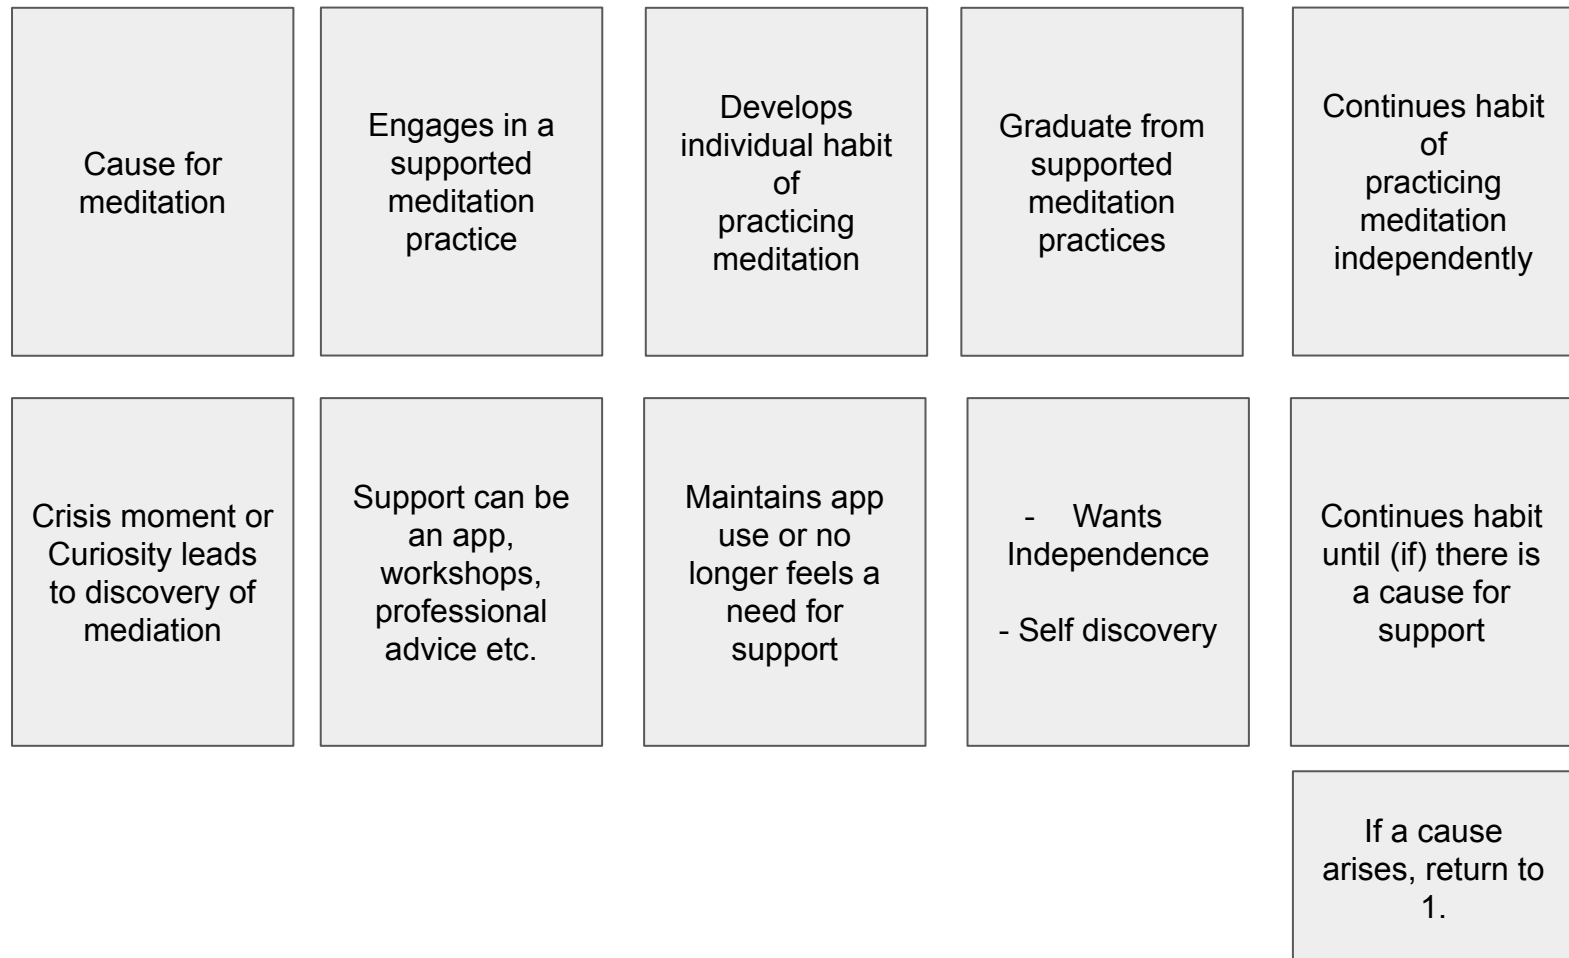 Cause for
meditation
Engages in a
supported
meditation
practice
Develops
individual habit
of
practicing
meditation
Graduate from
supported
meditation
practices
Continues habit
of
practicing
meditation
independently
Crisis moment or
Curiosity leads
to discovery of
mediation
Support can be
an app,
workshops,
professional
advice etc.
Maintains app
use or no
longer feels a
need for
support
- Wants
Independence
- Self discovery
Continues habit
until (if) there is
a cause for
support
If a cause
arises, return to
1.